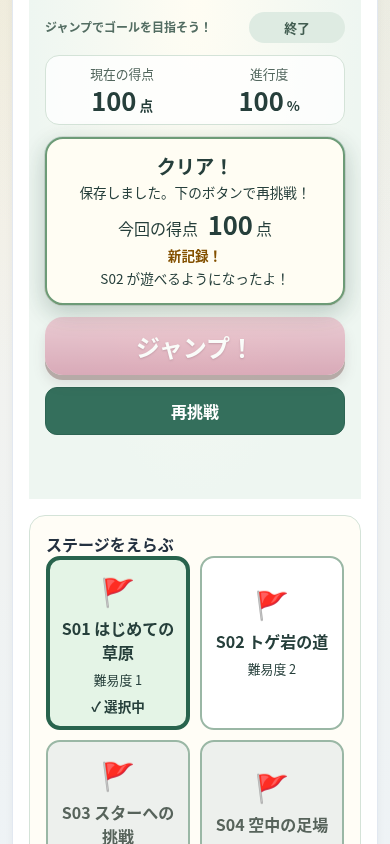 ジャンプでゴールを目指そう！
終了
現在の得点
進行度
100 点
100 %
クリア！
保存しました。下のボタンで再挑戦！
今回の得点 100 点
新記録！
S02 が遊べるようになったよ！
ジャンプ！
再挑戦
ステージをえらぶ
S01 はじめての
草原
難易度 1
✓ 選択中
S02 トゲ岩の道
難易度 2
S03 スターへの
挑戦
S04 空中の足場